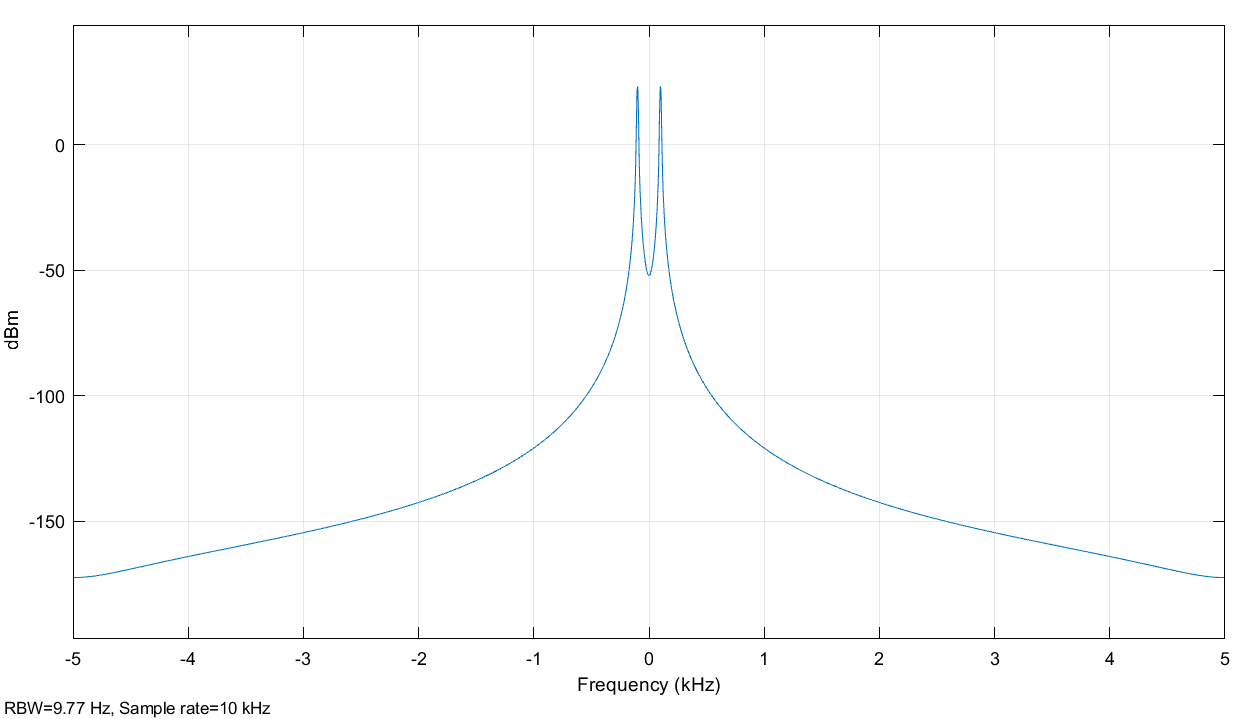 0
-50
-100
-150
dBm
-5 -4 -3 -2 -1 0 1 2 3 4 5
Frequency (kHz)
RBW=9.77 Hz, Sample rate=10 kHz